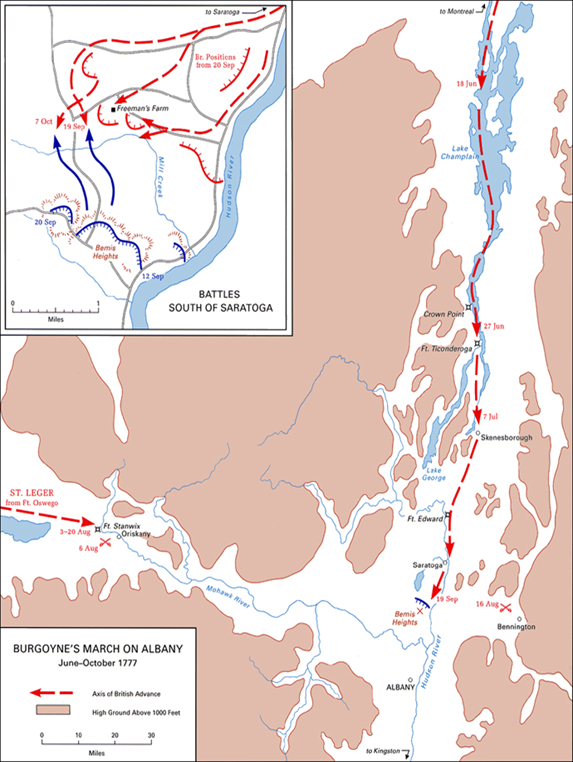 to Saratoga
Br. Positions
from 20 Sep
Freeman's Farm
7 Oct
19 Sep
Mill Creek
Hudson River
20 Sep
Bemis
Heights
12 Sep
0
1
Miles
BATTLES
SOUTH OF SARATOGA
to Montreal
18 Jun
Lake
Champlain
Crown Point
27 Jun
Ft. Ticonderoga
7 Jul
Skenesborough
Lake
George
ST. LEGER
from Ft. Oswego
3–20 Aug
Ft. Stanwix
Oriskany
6 Aug
Ft. Edward
Saratoga
19 Sep
Bemis
Heights
16 Aug
Bennington
Mohawk River
Hudson River
ALBANY
to Kingston
BURGOYNE'S MARCH ON ALBANY
June–October 1777
Axis of British Advance
High Ground Above 1000 Feet
0
10
20
30
Miles